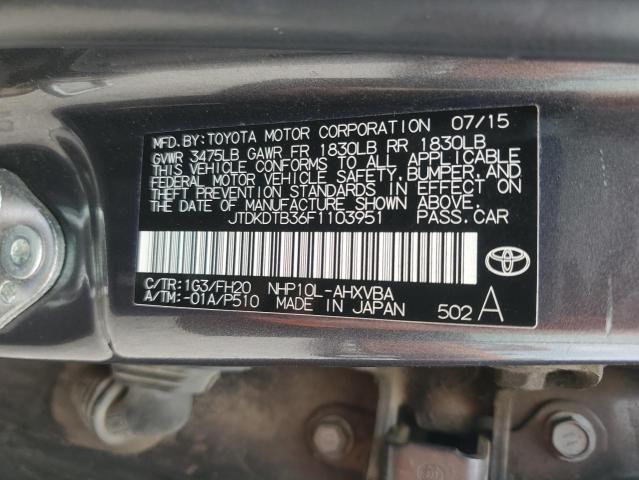 MFD. BY: TOYOTA MOTOR CORPORATION 07/15
GVWR 3475LB GAWR FR 1830LB RR 1830LB
THIS VEHICLE CONFORMS TO ALL APPLICABLE
FEDERAL MOTOR VEHICLE SAFETY, BUMPER, AND
THEFT PREVENTION STANDARDS IN EFFECT ON
THE DATE OF MANUFACTURE SHOWN ABOVE.
JTDKDTB36F1103951 PASS. CAR
C/TR: 1G3/FH20 NHP10L-AHXVBA
A/TM: -01A/P510 MADE IN JAPAN 502 A